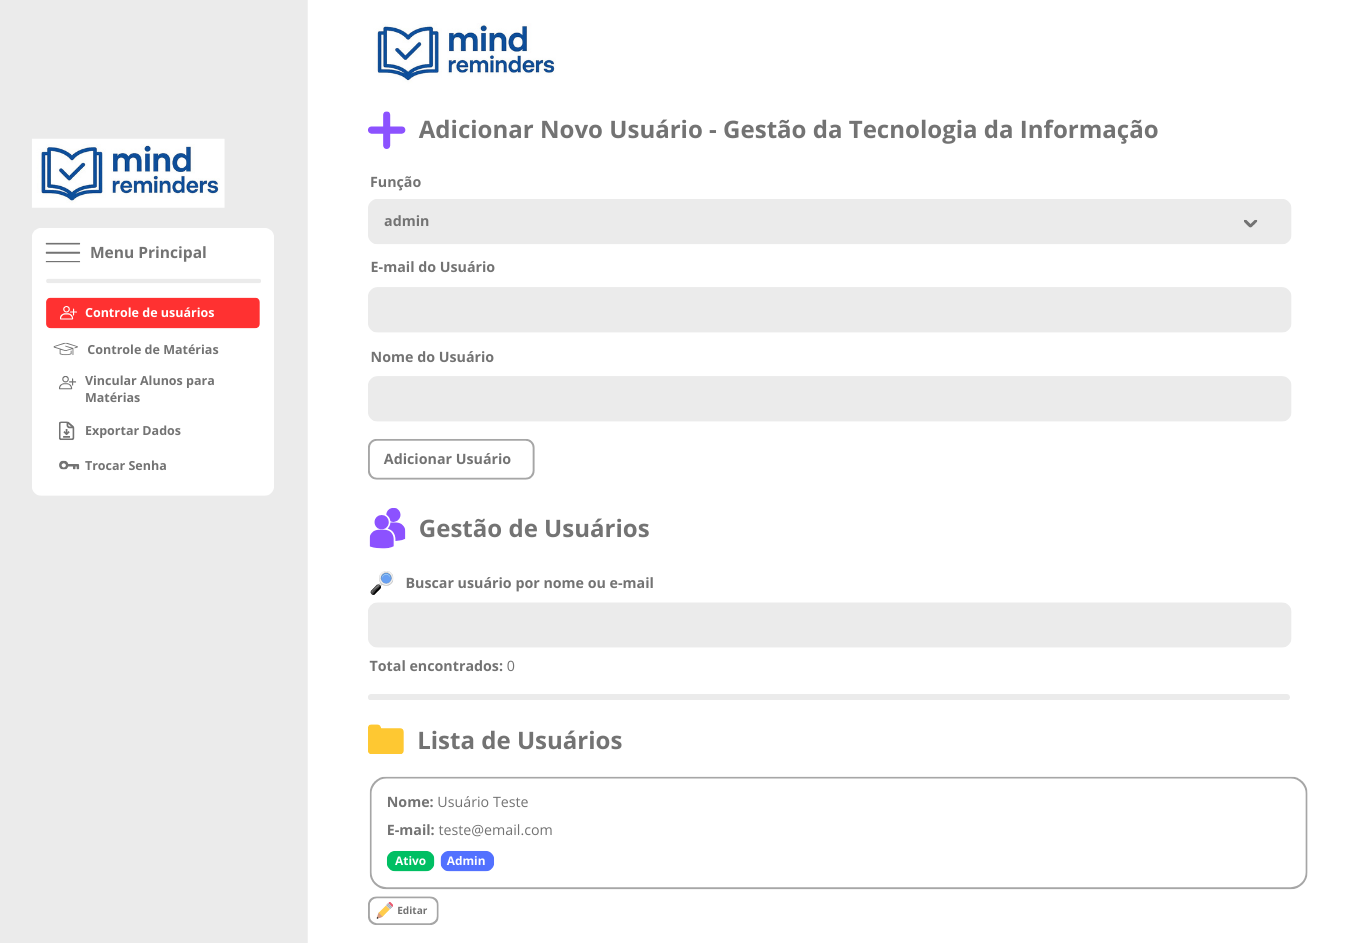 mind
reminders
Menu Principal
Controle de usuários
Controle de Matérias
Vincular Alunos para
Matérias
Exportar Dados
Trocar Senha
mind
reminders
Adicionar Novo Usuário - Gestão da Tecnologia da Informação
Função
admin
E-mail do Usuário
Nome do Usuário
Adicionar Usuário
Gestão de Usuários
Buscar usuário por nome ou e-mail
Total encontrados: 0
Lista de Usuários
Nome: Usuário Teste
E-mail: teste@email.com
Ativo Admin
Editar